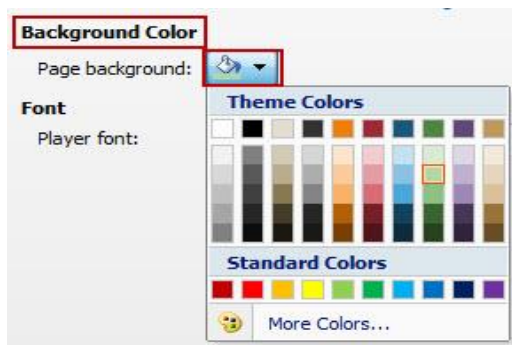 Background Color
Page background:
Font
Player font:
Theme Colors
Standard Colors
More Colors...